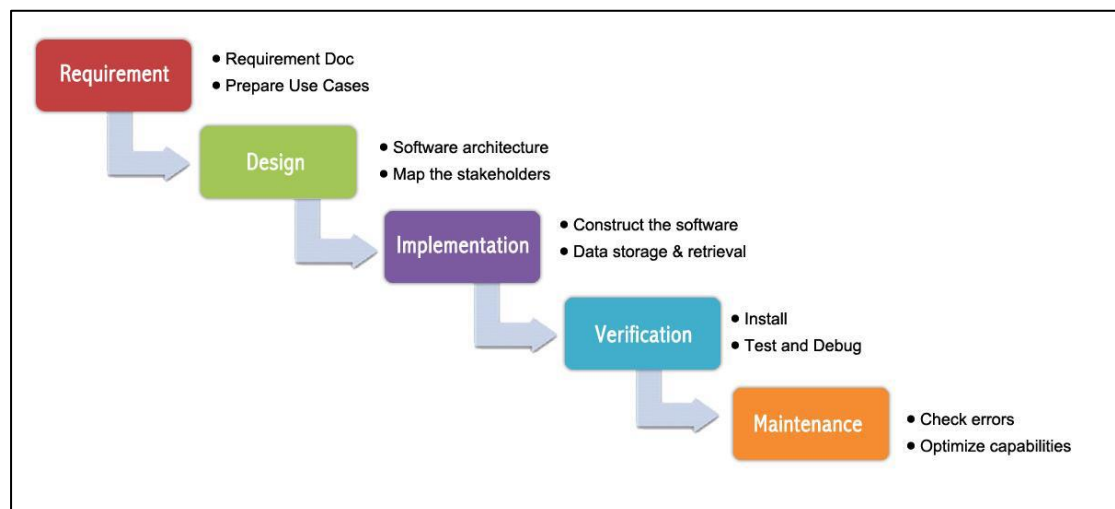 Requirement
• Requirement Doc
• Prepare Use Cases
Design
• Software architecture
• Map the stakeholders
Implementation
• Construct the software
• Data storage & retrieval
Verification
• Install
• Test and Debug
Maintenance
• Check errors
• Optimize capabilities